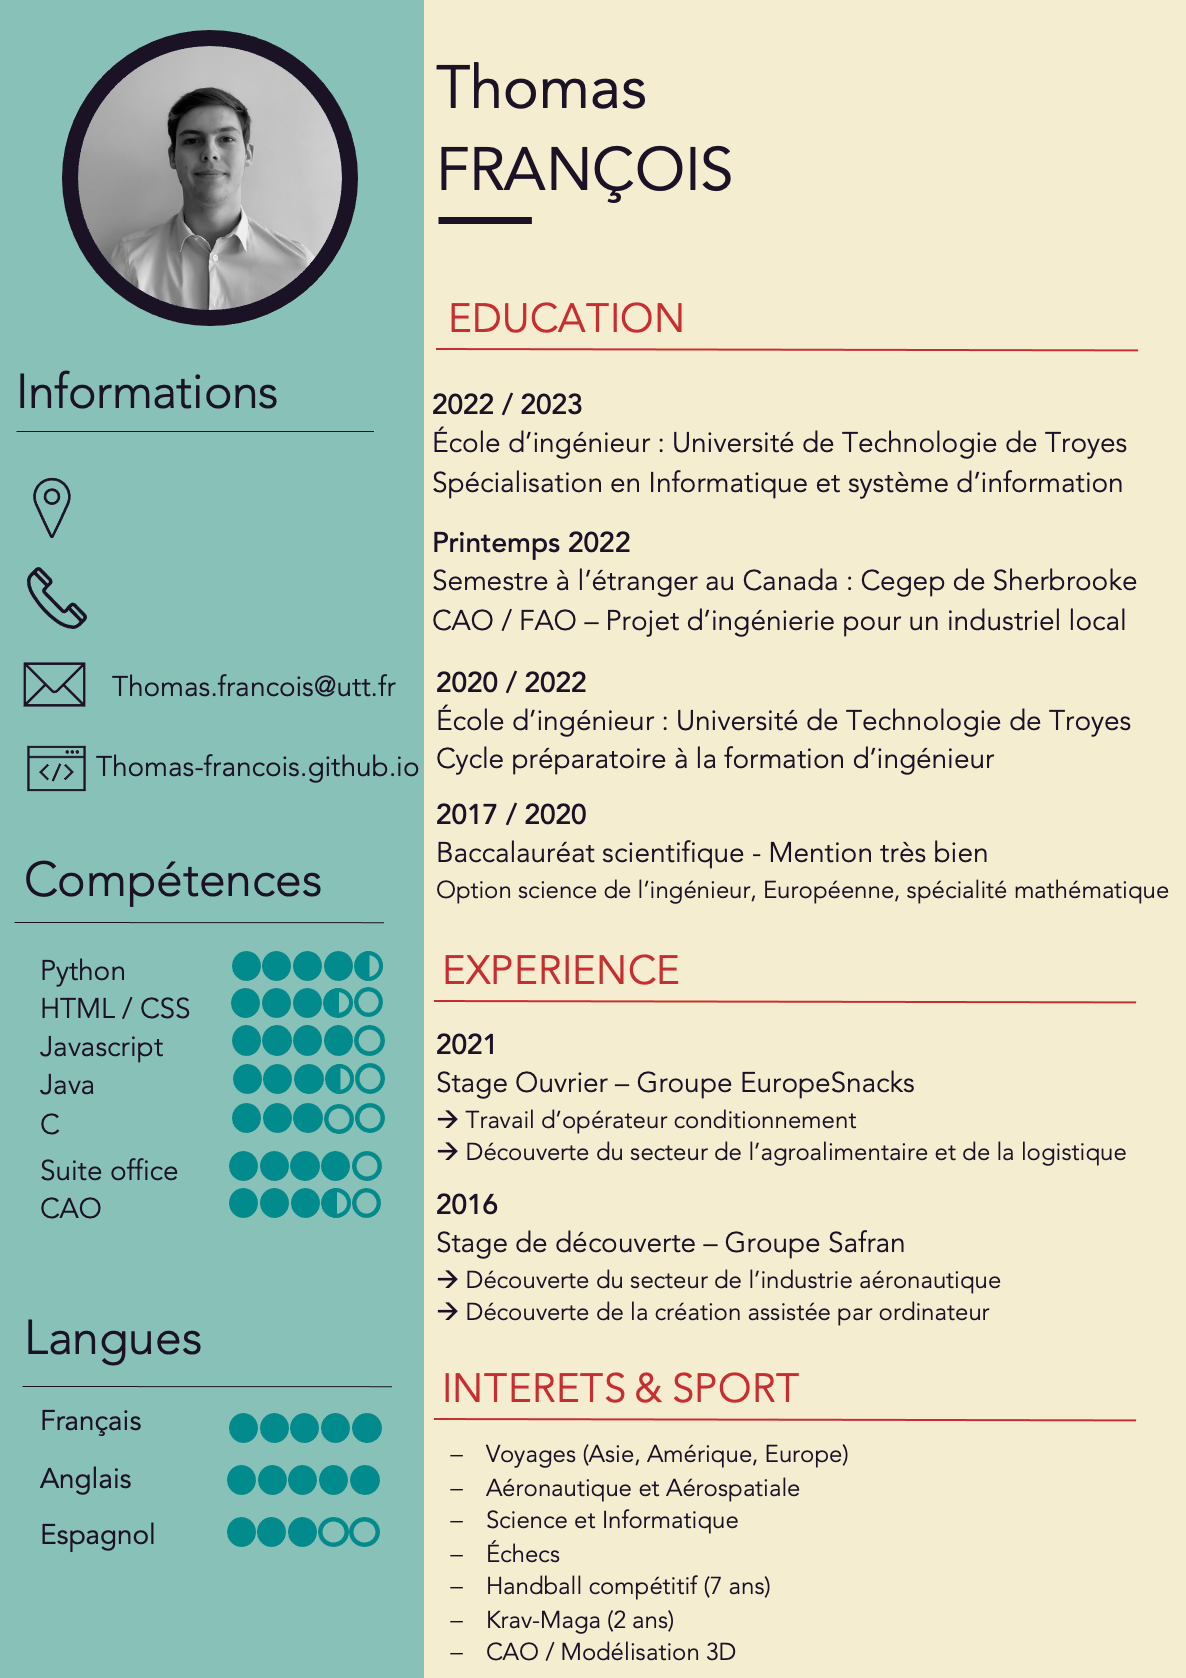 Thomas
FRANÇOIS
Informations
Thomas.francois@utt.fr
</>
Thomas-francois.github.io
Compétences
Python
HTML / CSS
Javascript
Java
C
Suite office
CAO
Langues
Français
Anglais
Espagnol
EDUCATION
2022 / 2023
École d’ingénieur : Université de Technologie de Troyes
Spécialisation en Informatique et système d’information
Printemps 2022
Semestre à l’étranger au Canada : Cegep de Sherbrooke
CAO / FAO – Projet d’ingénierie pour un industriel local
2020 / 2022
École d’ingénieur : Université de Technologie de Troyes
Cycle préparatoire à la formation d’ingénieur
2017 / 2020
Baccalauréat scientifique - Mention très bien
Option science de l’ingénieur, Européenne, spécialité mathématique
EXPERIENCE
2021
Stage Ouvrier – Groupe EuropeSnacks
→ Travail d’opérateur conditionnement
→ Découverte du secteur de l’agroalimentaire et de la logistique
2016
Stage de découverte – Groupe Safran
→ Découverte du secteur de l’industrie aéronautique
→ Découverte de la création assistée par ordinateur
INTERETS & SPORT
– Voyages (Asie, Amérique, Europe)
– Aéronautique et Aérospatiale
– Science et Informatique
– Échecs
– Handball compétitif (7 ans)
– Krav-Maga (2 ans)
– CAO / Modélisation 3D